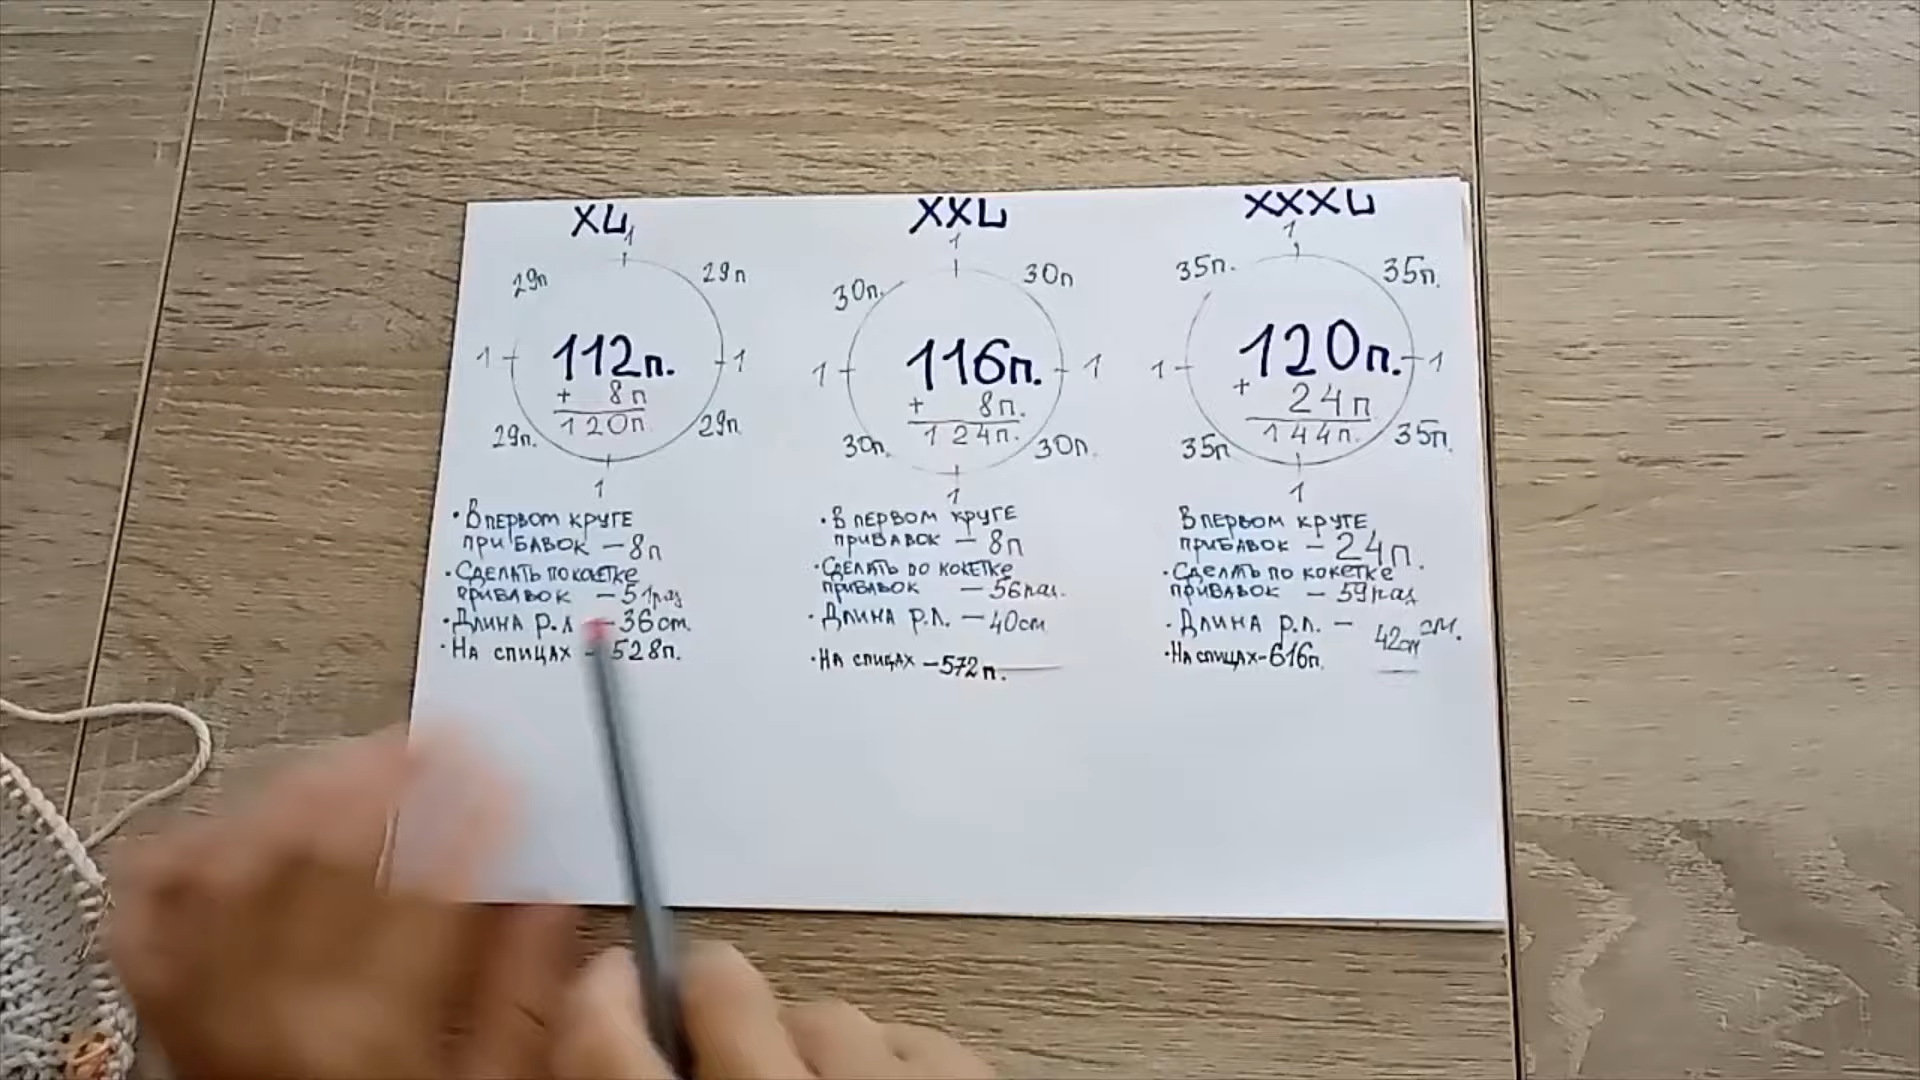 XL
1
29п
29п
1
112п.
+ 8п
120п
1
29п.
29п
1
• В первом круге
прибавок – 8п
• Сделать по кокетке
прибавок – 51раз
• Длина р.л – 36см.
• На спицах – 528п.
XXL
1
30п.
30п
1
116п.
+ 8п.
124п.
1
30п.
30п.
1
• В первом круге
прибавок – 8п
• Сделать по кокетке
прибавок – 56раз.
• Длина р.л. – 40см
• На спицах – 572п.
XXXL
1
35п.
35п.
1
120п.
+ 24п
144п.
1
35п
35п.
1
В первом круге
прибавок – 24п.
• Сделать по кокетке
прибавок – 59раз
• Длина р.л. – 42см см.
• На спицах – 616п.